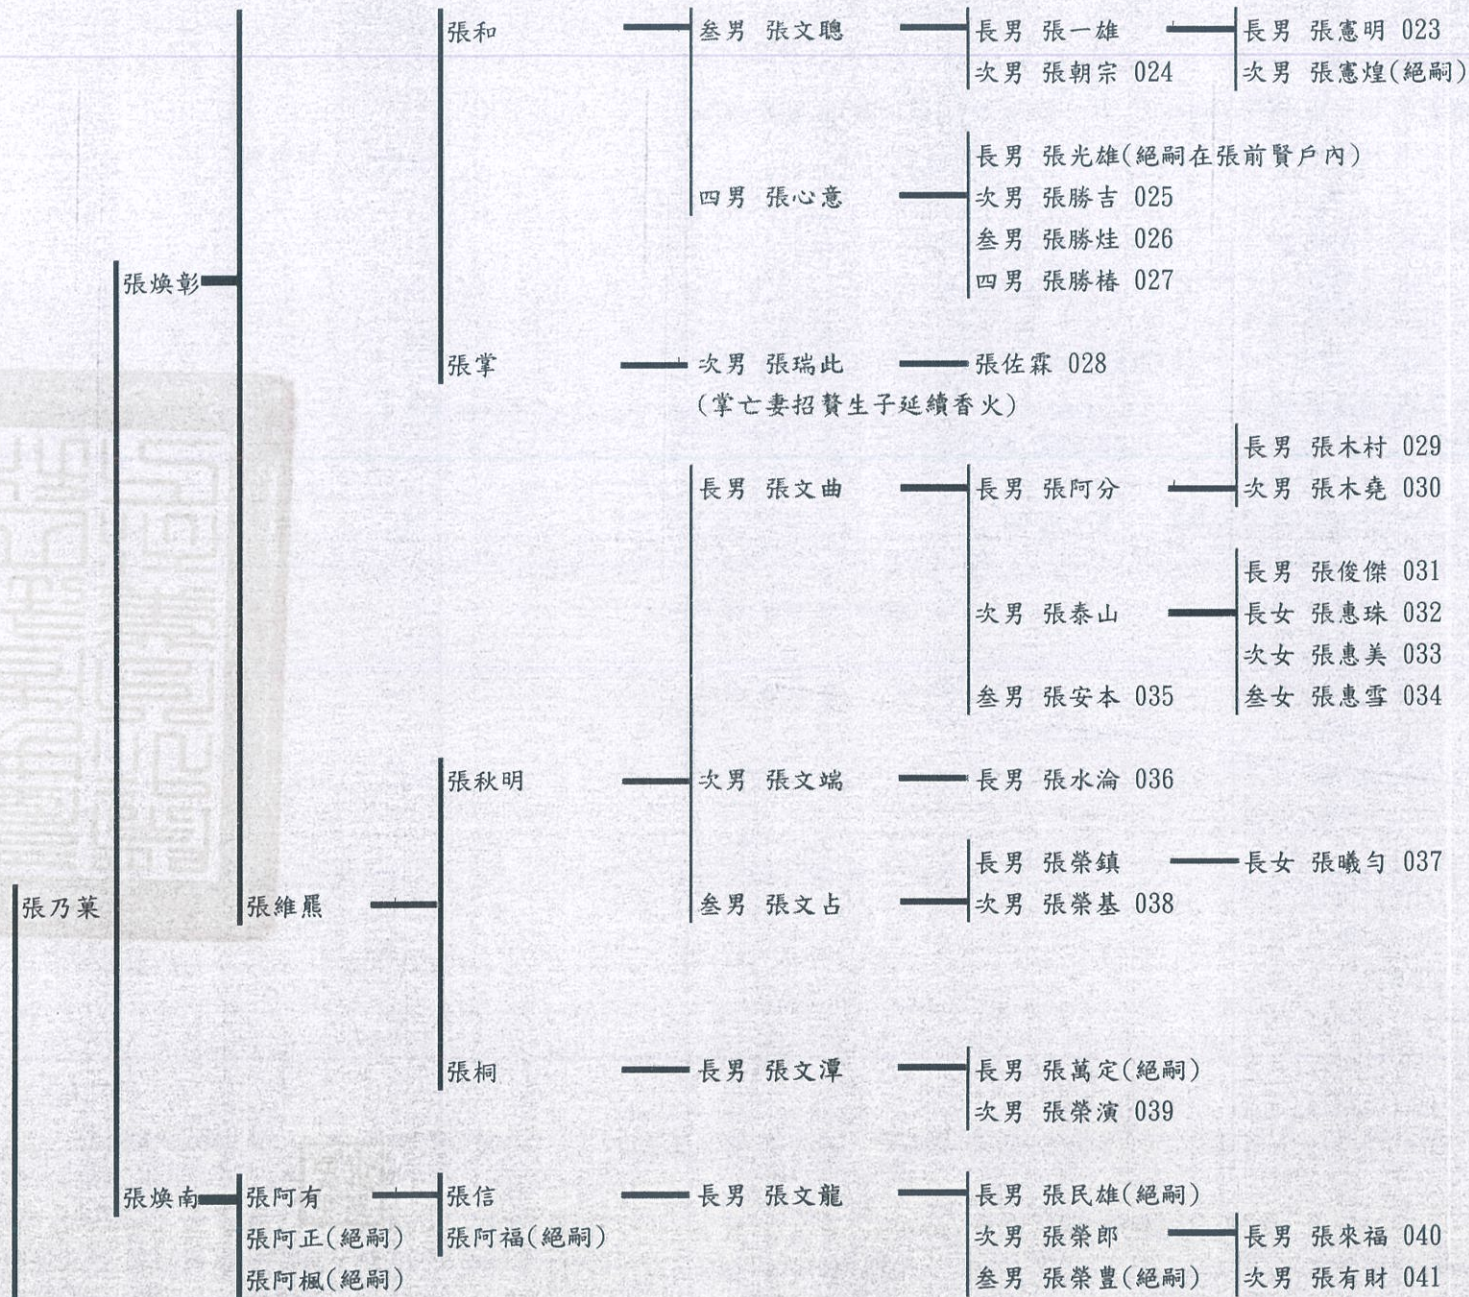 張和 叁男 張文聰 長男 張一雄 長男 張憲明 023
次男 張朝宗 024 次男 張憲煌(絕嗣)
長男 張光雄(絕嗣在張前賢戶內)
四男 張心意 次男 張勝吉 025
叁男 張勝烓 026
張煥彰 四男 張勝椿 027
張掌 次男 張瑞此 張佐霖 028
(掌亡妻招贅生子延續香火)
長男 張木村 029
長男 張文曲 長男 張阿分 次男 張木堯 030
長男 張俊傑 031
次男 張泰山 長女 張惠珠 032
次女 張惠美 033
叁男 張安本 035 叁女 張惠雪 034
張秋明 次男 張文端 長男 張水淪 036
長男 張榮鎮 長女 張曦勻 037
張乃葉 張維羆 叁男 張文占 次男 張榮基 038
張桐 長男 張文潭 長男 張萬定(絕嗣)
次男 張榮演 039
張煥南 張阿有 張信 長男 張文龍 長男 張民雄(絕嗣)
張阿正(絕嗣) 張阿福(絕嗣) 次男 張榮郎 長男 張來福 040
張阿楓(絕嗣) 叁男 張榮豊(絕嗣) 次男 張有財 041